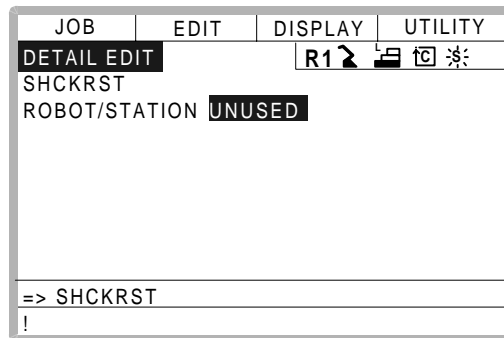 JOB EDIT DISPLAY UTILITY
DETAIL EDIT R1 L C S
SHCKRST
ROBOT/STATION UNUSED
=> SHCKRST
!